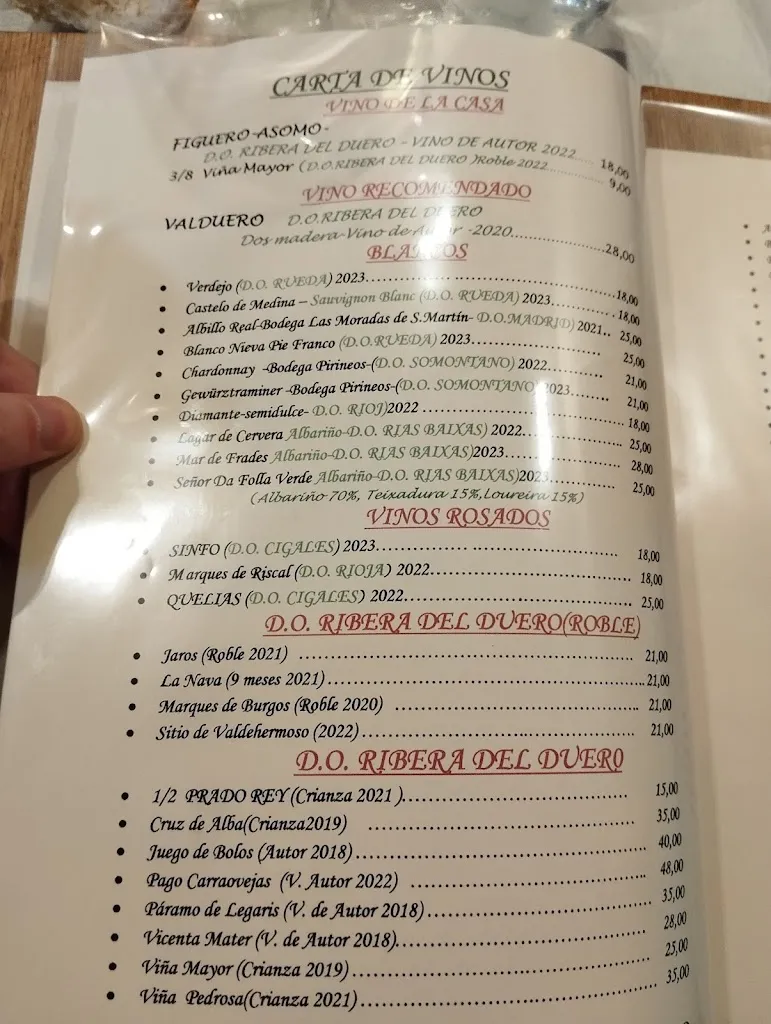 CARTA DE VINOS
VINO DE LA CASA
FIGUERO-ASOMO-
D.O. RIBERA DEL DUERO - VINO DE AUTOR 2022.... 18,00
3/8 Viña Mayor (D.O.RIBERA DEL DUERO )Roble 2022............ 9,00
VINO RECOMENDADO
VALDUERO D.O.RIBERA DEL DUERO
Dos madera-Vino de Autor -2020...................28,00
BLANCOS
• Verdejo (D.O. RUEDA) 2023..................................18,00
• Castelo de Medina – Sauvignon Blanc (D.O. RUEDA) 2023.............18,00
• Albillo Real-Bodega Las Moradas de S.Martín- D.O.MADRID) 2021.. 25,00
• Blanco Nieva Pie Franco (D.O.RUEDA) 2023........................ 25,00
• Chardonnay -Bodega Pirineos-(D.O. SOMONTANO) 2022............... 21,00
• Gewürztraminer -Bodega Pirineos-(D.O. SOMONTANO) 2023............ 21,00
• Diamante-semidulce- D.O. RIOJ)2022 .............................. 18,00
• Lagar de Cervera Albariño-D.O. RIAS BAIXAS) 2022................. 25,00
• Mar de Frades Albariño-D.O. RIAS BAIXAS)2023..................... 28,00
• Señor Da Folla Verde Albariño-D.O. RIAS BAIXAS)2023.............. 25,00
(Albariño 70%, Teixadura 15%,Loureira 15%)
VINOS ROSADOS
• SINFO (D.O. CIGALES) 2023............. ......................... 18,00
• Marques de Riscal (D.O. RIOJA) 2022............................. 18,00
• QUELIAS (D.O. CIGALES) 2022..................................... 25,00
D.O. RIBERA DEL DUERO(ROBLE)
• Jaros (Roble 2021) ............................................. 21,00
• La Nava (9 meses 2021)..........................................21,00
• Marques de Burgos (Roble 2020) ................................. 21,00
• Sitio de Valdehermoso (2022).................................... 21,00
D.O. RIBERA DEL DUERO
• 1/2 PRADO REY (Crianza 2021 ).................................. 15,00
• Cruz de Alba(Crianza2019) ..................................... 35,00
• Juego de Bolos (Autor 2018).................................... 40,00
• Pago Carraovejas (V. Autor 2022) .............................. 48,00
• Páramo de Legaris (V. de Autor 2018)........................... 35,00
• Vicenta Mater (V. de Autor 2018)............................... 28,00
• Viña Mayor (Crianza 2019)...................................... 25,00
• Viña Pedrosa(Crianza 2021)..................................... 35,00